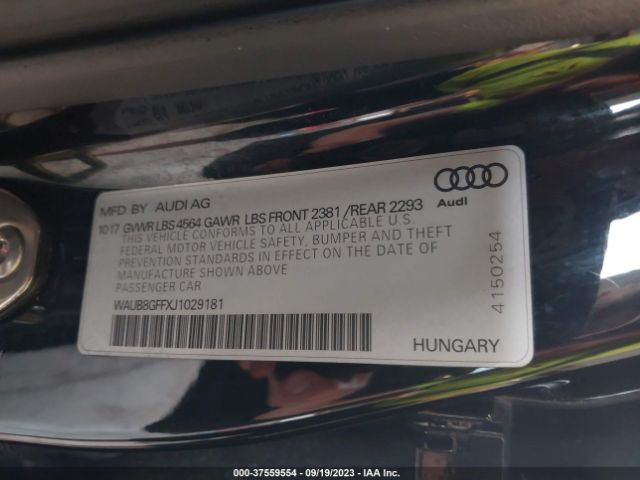 MFD BY AUDI AG
10 17 GVWR LBS 4564 GAWR LBS FRONT 2381 /REAR 2293
THIS VEHICLE CONFORMS TO ALL APPLICABLE U.S.
FEDERAL MOTOR VEHICLE SAFETY, BUMPER AND THEFT
PREVENTION STANDARDS IN EFFECT ON THE DATE OF
MANUFACTURE SHOWN ABOVE
PASSENGER CAR
WAUB8GFFXJ1029181
Audi
4150254
HUNGARY
000-37559554 - 09/19/2023 - IAA Inc.